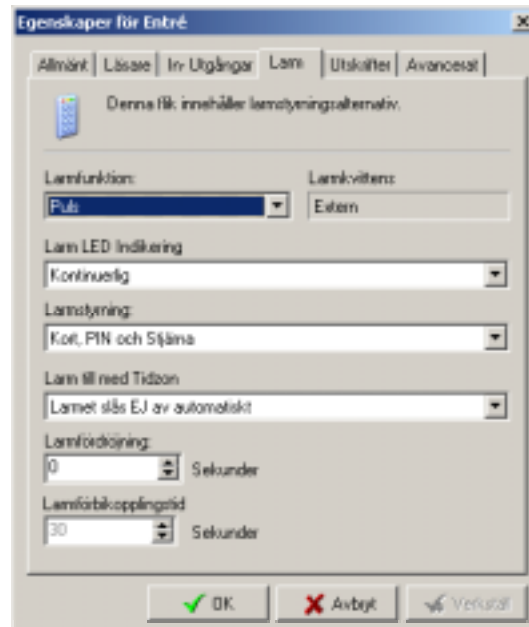 Egenskaper för Entré
Allmänt Läsare In- Utgångar Larm Utskrifter Avancerat
Denna flik innehåller larmstyrningsalternativ.
Larmfunktion: Larmkvittens
Puls Extern
Larm LED Indikering
Kontinuerlig
Larmstyrning:
Kort, PIN och Stjärna
Larm till med Tidzon
Larmet slås EJ av automatiskt
Larmfördröjning:
0 Sekunder
Larmförbikopplingstid
30 Sekunder
OK Avbryt Verkställ